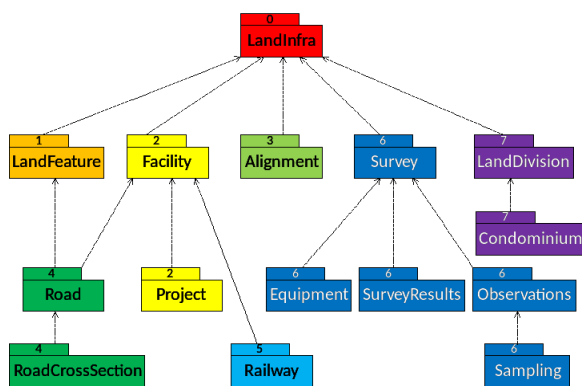 0
LandInfra
1
LandFeature
2
Facility
3
Alignment
6
Survey
7
LandDivision
7
Condominium
4
Road
2
Project
6
Equipment
6
SurveyResults
6
Observations
4
RoadCrossSection
5
Railway
6
Sampling